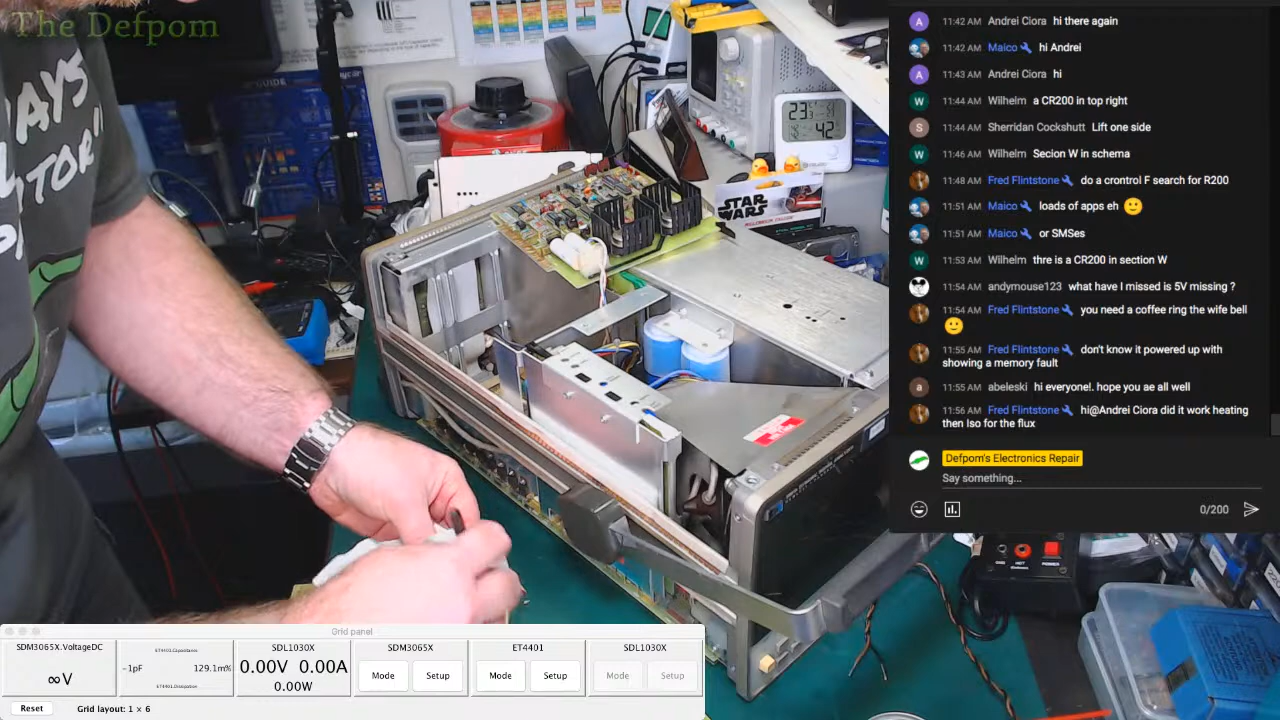 The Defpom
AYS
TOR'
GUIDE
STAR
WARS
23.3
42
11:42 AM Andrei Ciora hi there again
11:42 AM Maico hi Andrei
11:43 AM Andrei Ciora hi
11:44 AM Wilhelm a CR200 in top right
11:44 AM Sherridan Cockshutt Lift one side
11:46 AM Wilhelm Secion W in schema
11:48 AM Fred Flintstone do a crontrol F search for R200
11:51 AM Maico loads of apps eh
11:51 AM Maico or SMSes
11:53 AM Wilhelm thre is a CR200 in section W
11:54 AM andymouse123 what have I missed is 5V missing ?
11:54 AM Fred Flintstone you need a coffee ring the wife bell
11:55 AM Fred Flintstone don't know it powered up with
showing a memory fault
11:55 AM abeleski hi everyone!. hope you ae all well
11:56 AM Fred Flintstone hi@Andrei Ciora did it work heating
then Iso for the flux
Defpom's Electronics Repair
Say something...
0/200
Grid panel
SDM3065X.VoltageDC
∞V
ET4401.Capacitance
-1pF 129.1m%
ET4401.Dissipation
SDL1030X
0.00V 0.00A
0.00W
SDM3065X
Mode Setup
ET4401
Mode Setup
SDL1030X
Mode Setup
Reset Grid layout: 1 × 6